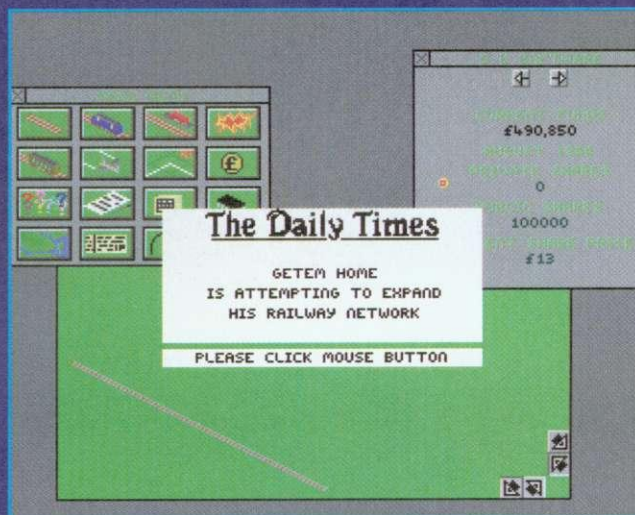 £490,850
0
100000
£13
The Daily Times
GETEM HOME
IS ATTEMPTING TO EXPAND
HIS RAILWAY NETWORK
PLEASE CLICK MOUSE BUTTON